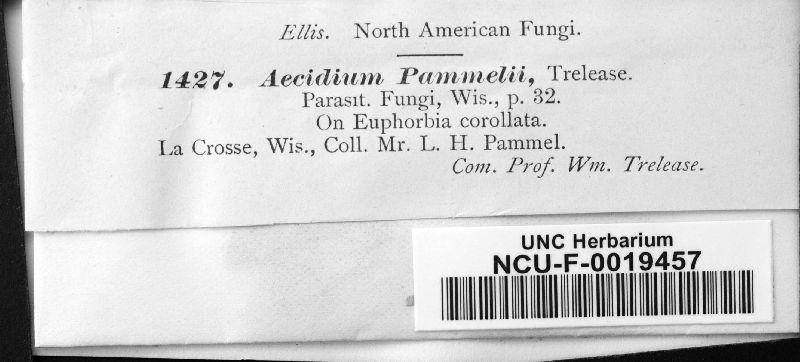 Ellis. North American Fungi.
1427. Aecidium Pammelii, Trelease.
Parasit. Fungi, Wis., p. 32.
On Euphorbia corollata.
La Crosse, Wis., Coll. Mr. L. H. Pammel.
Com. Prof. Wm. Trelease.
UNC Herbarium
NCU-F-0019457